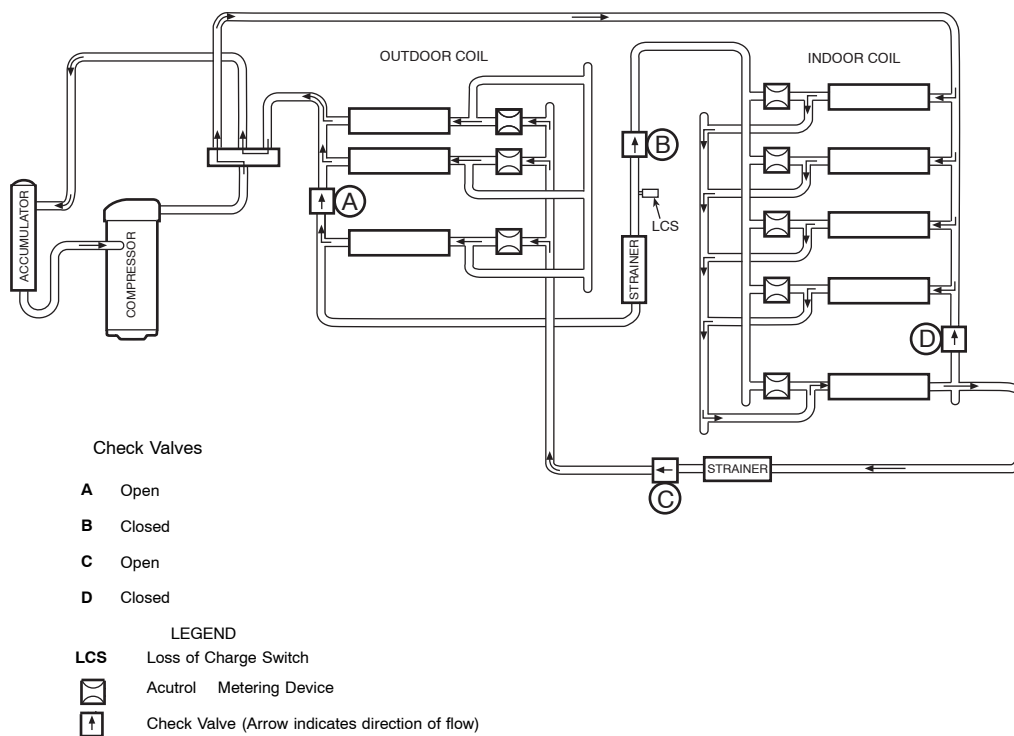 OUTDOOR COIL
INDOOR COIL
B
A
LCS
STRAINER
ACCUMULATOR
COMPRESSOR
D
STRAINER
C
Check Valves
A Open
B Closed
C Open
D Closed
LEGEND
LCS Loss of Charge Switch
Acutrol Metering Device
Check Valve (Arrow indicates direction of flow)